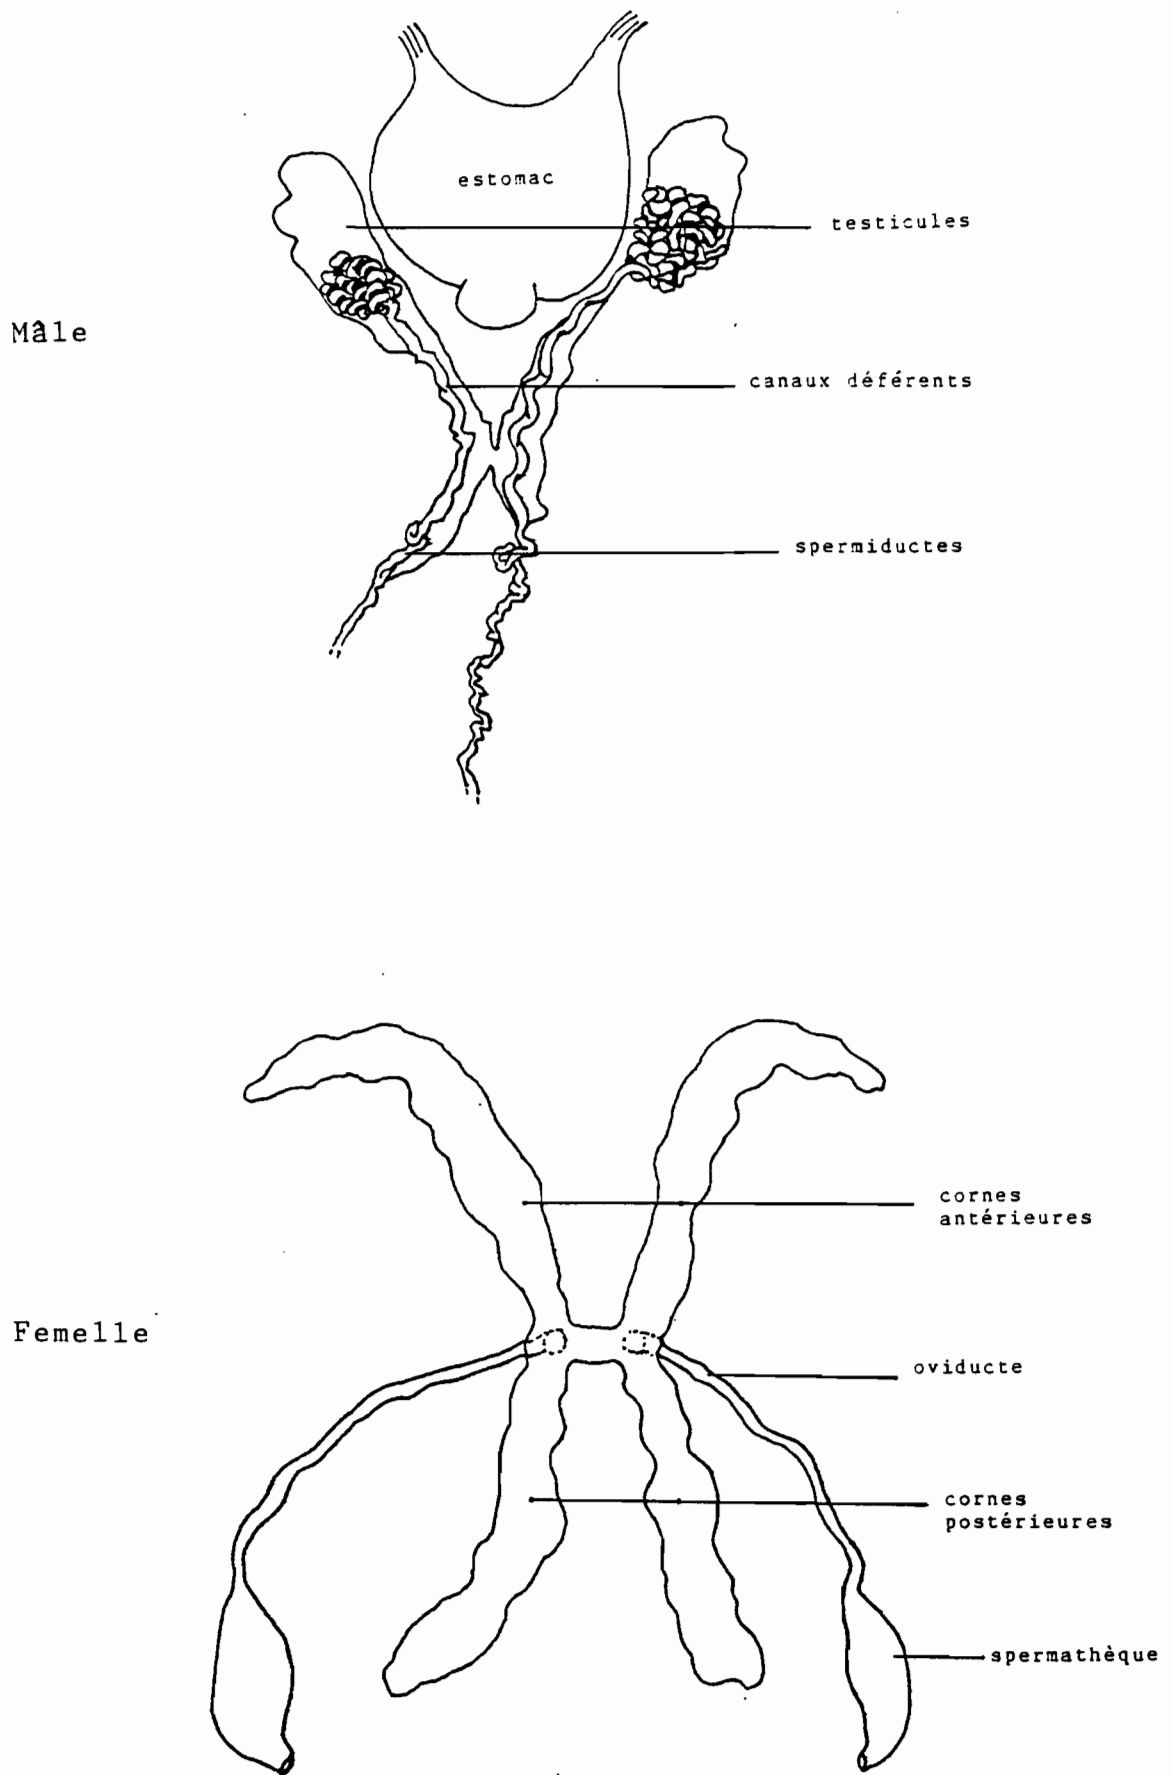 estomac
testicules
Mâle
canaux déférents
spermiductes
cornes
antérieures
Femelle
oviducte
cornes
postérieures
spermathèque